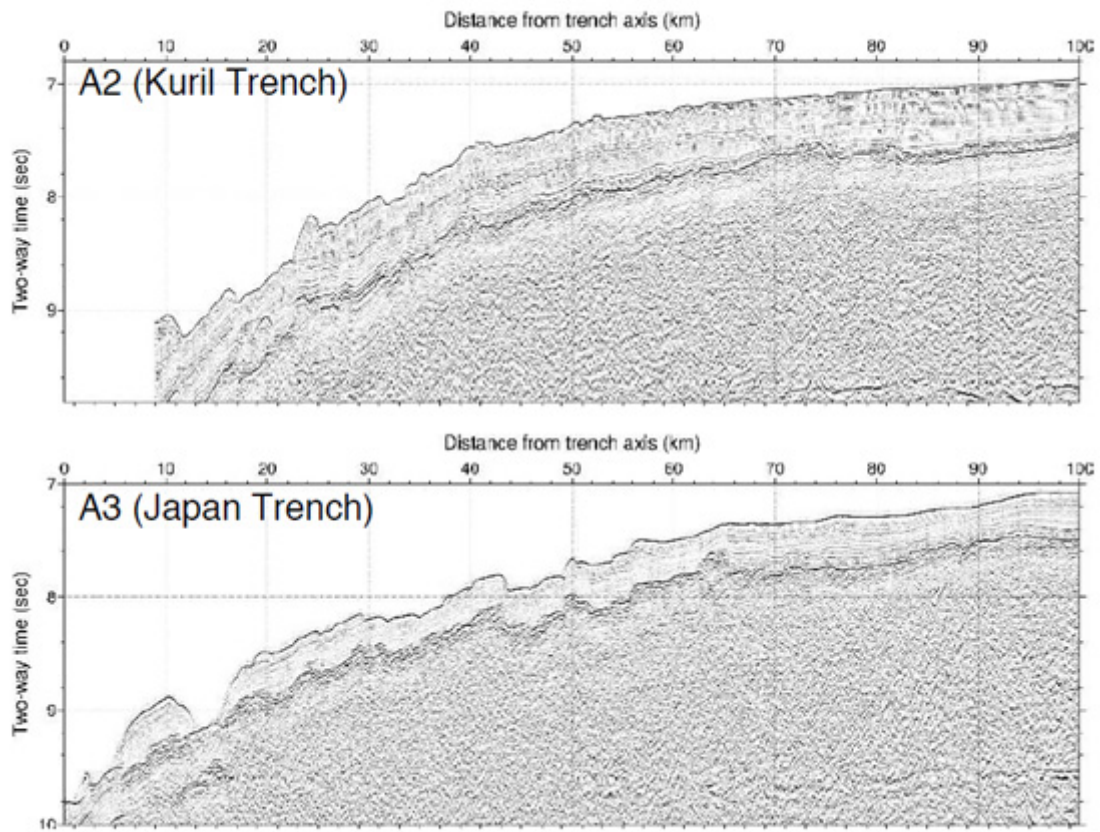 Distance from trench axis (km)
0 10 20 30 40 50 60 70 80 90 100
A2 (Kuril Trench)
7
8
9
Two-way time (sec)
Distance from trench axis (km)
0 10 20 30 40 50 60 70 80 90 100
7
A3 (Japan Trench)
8
9
10
Two-way time (sec)